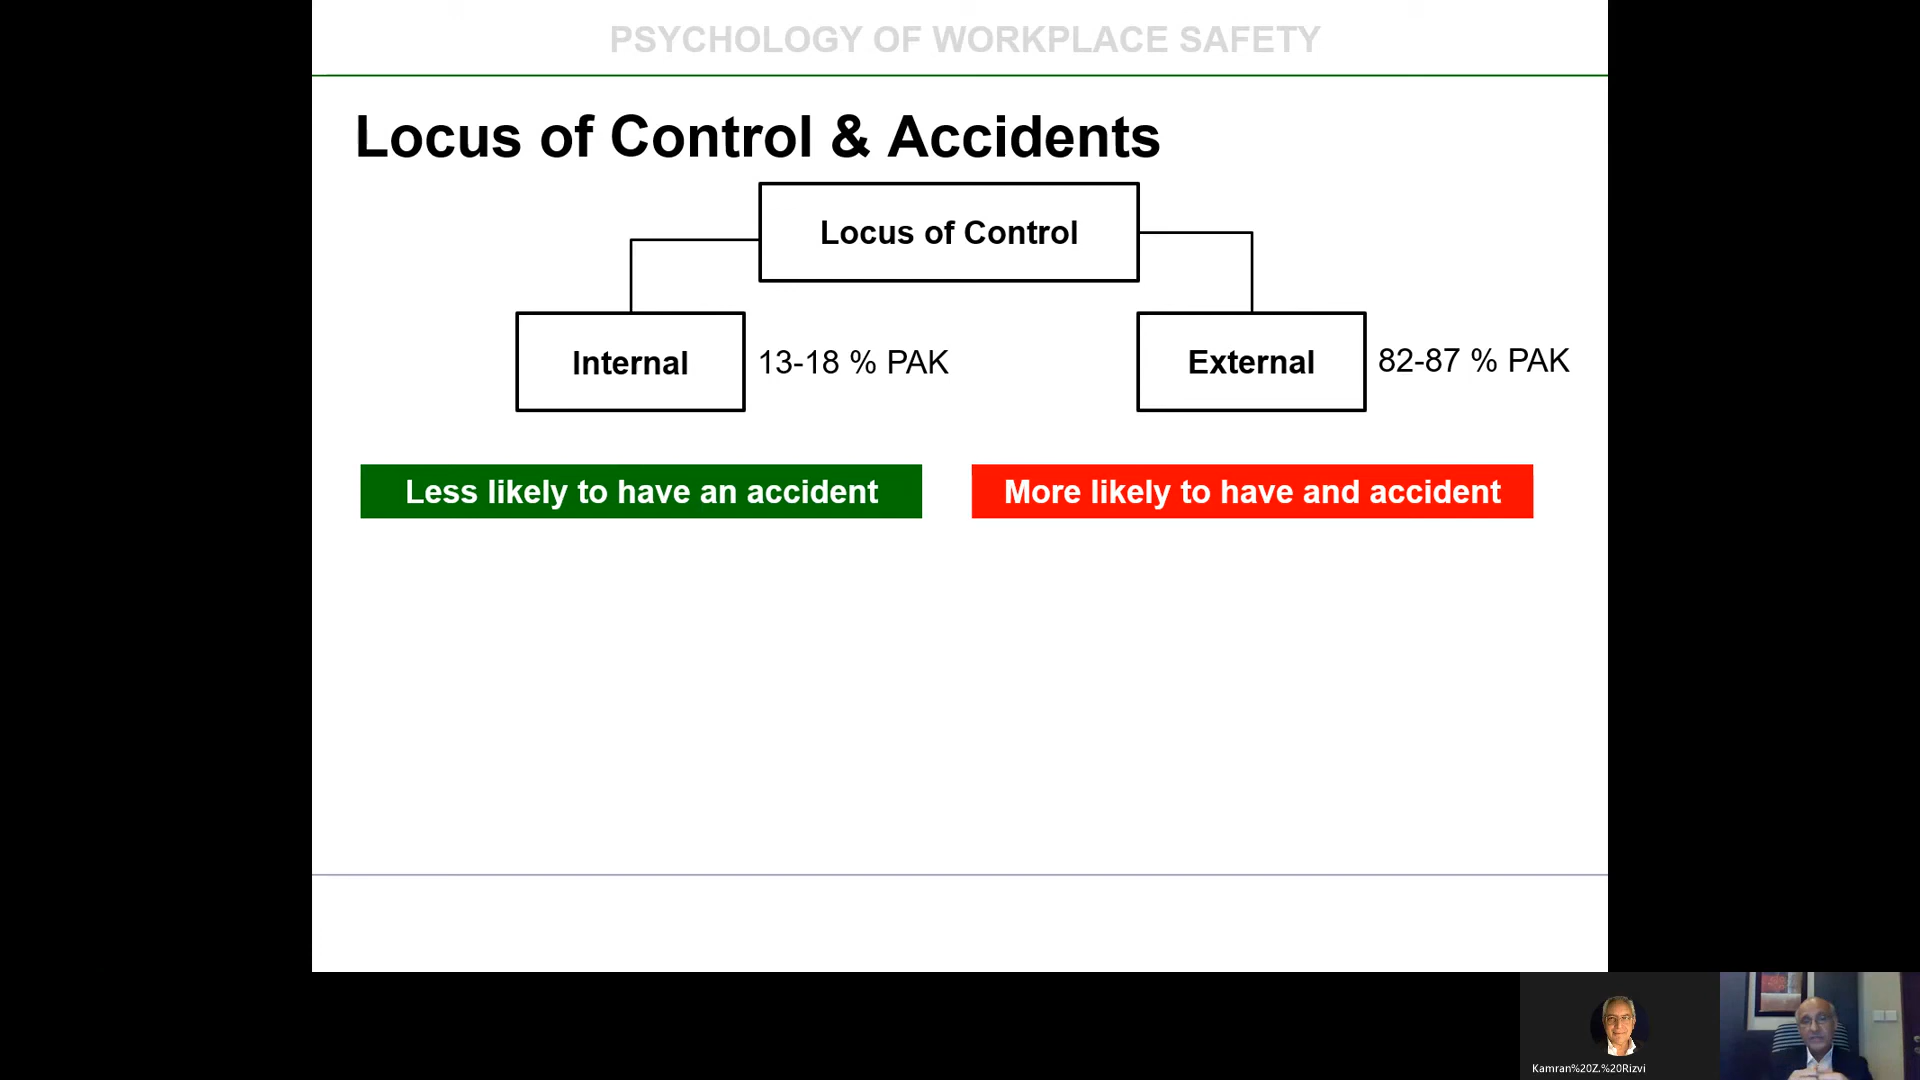 PSYCHOLOGY OF WORKPLACE SAFETY
Locus of Control & Accidents
Locus of Control
Internal
13-18 % PAK
External
82-87 % PAK
Less likely to have an accident
More likely to have and accident
Kamran%20Z.%20Rizvi